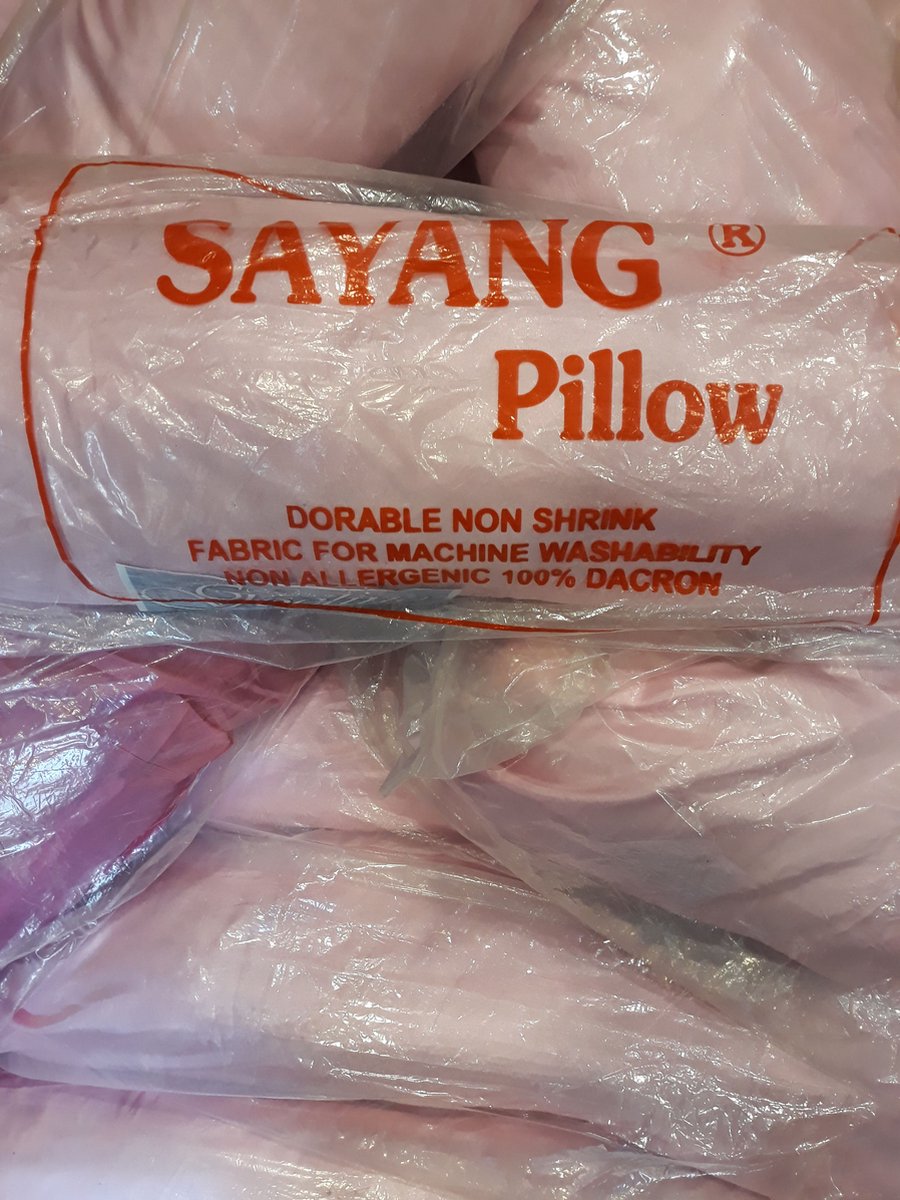 SAYANG ®
Pillow
DORABLE NON SHRINK
FABRIC FOR MACHINE WASHABILITY
NON ALLERGENIC 100% DACRON